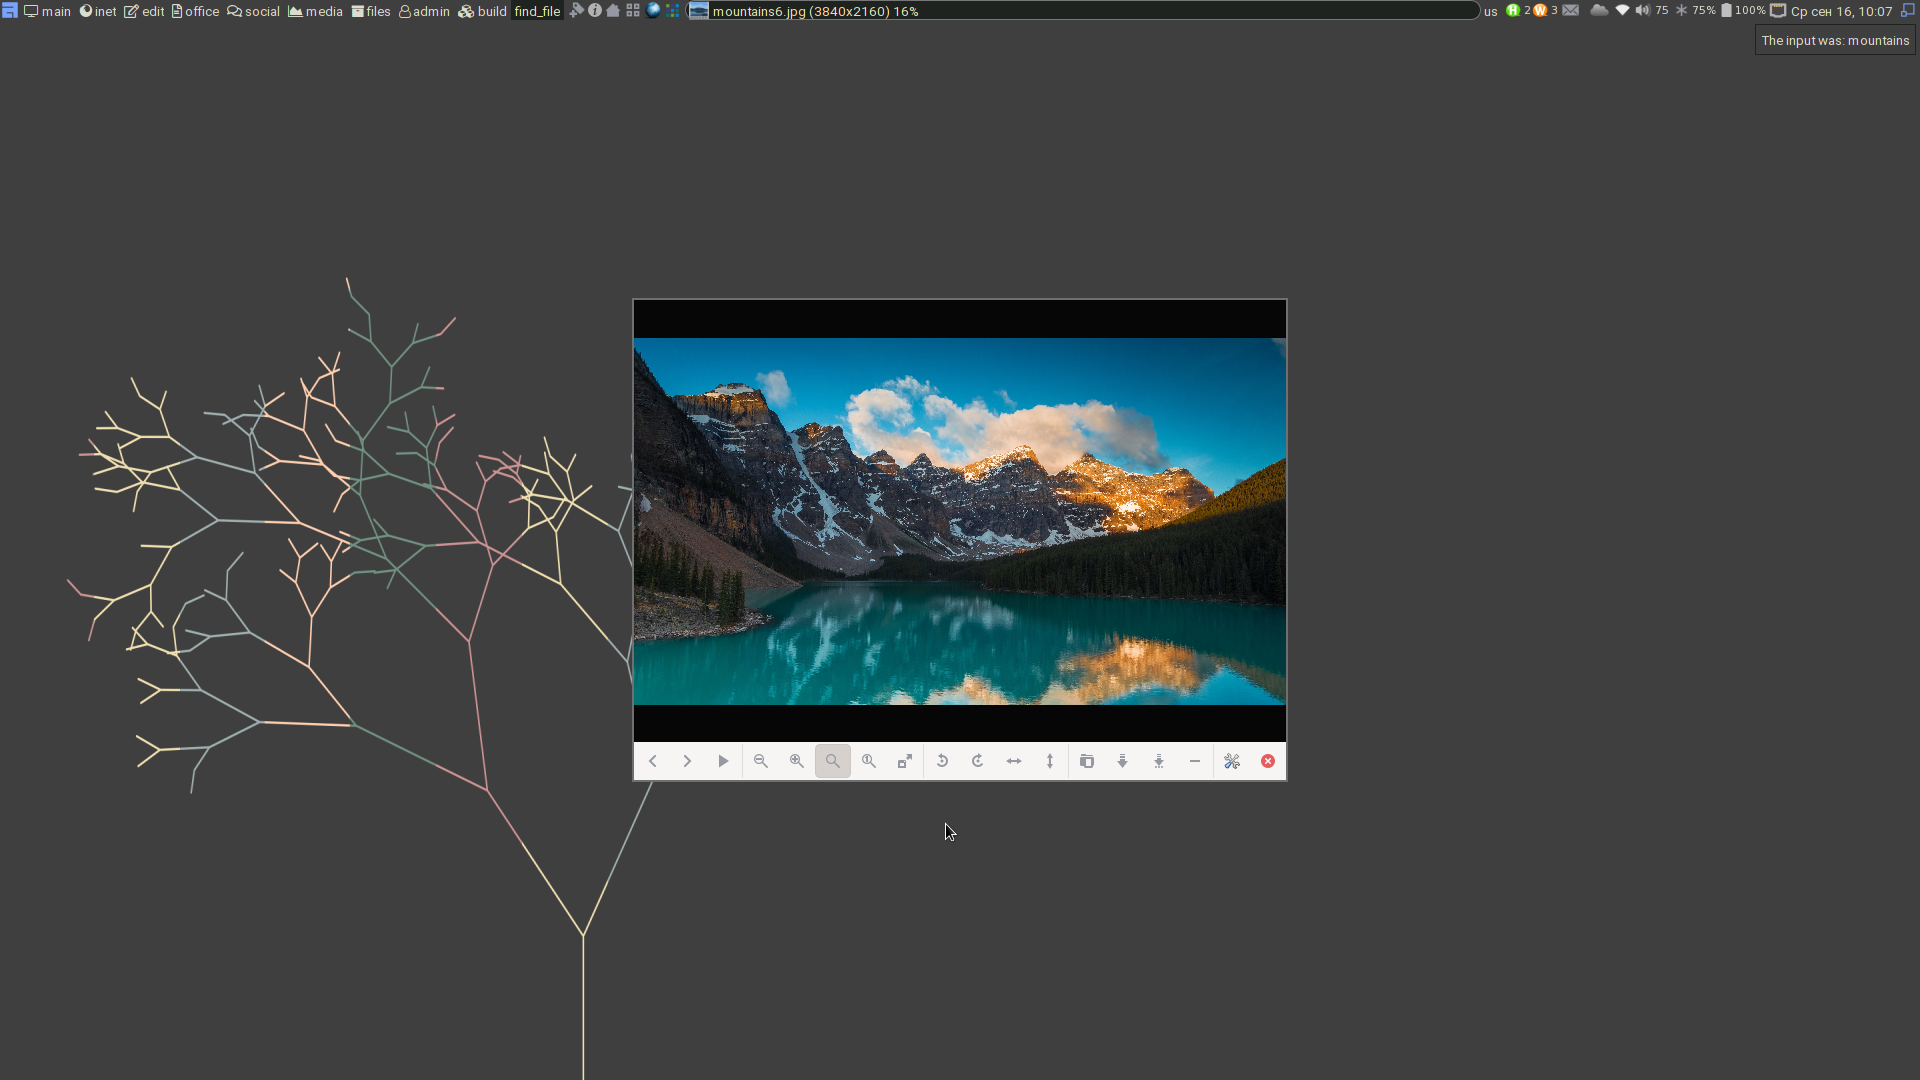 main inet edit office social media files admin build find_file mountains6.jpg (3840x2160) 16% us H 2 W 3 75 75% 100% Ср сен 16, 10:07
The input was: mountains